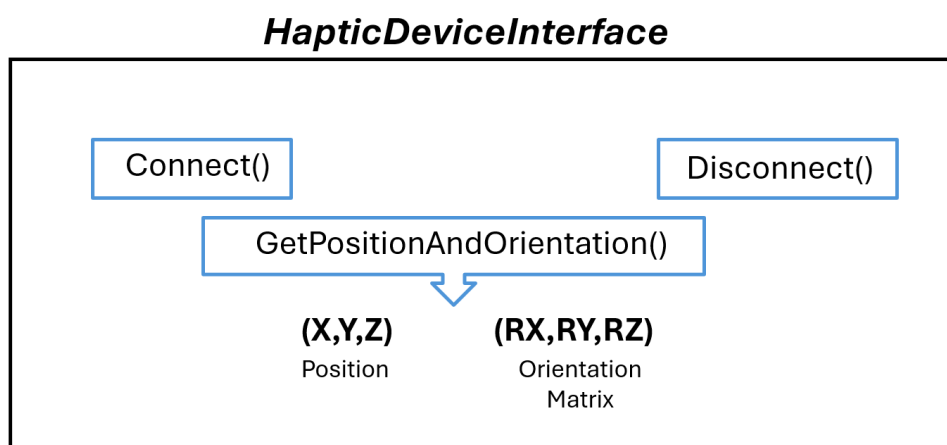 HapticDeviceInterface
Connect()
Disconnect()
GetPositionAndOrientation()
(X,Y,Z)
(RX,RY,RZ)
Position
Orientation
Matrix